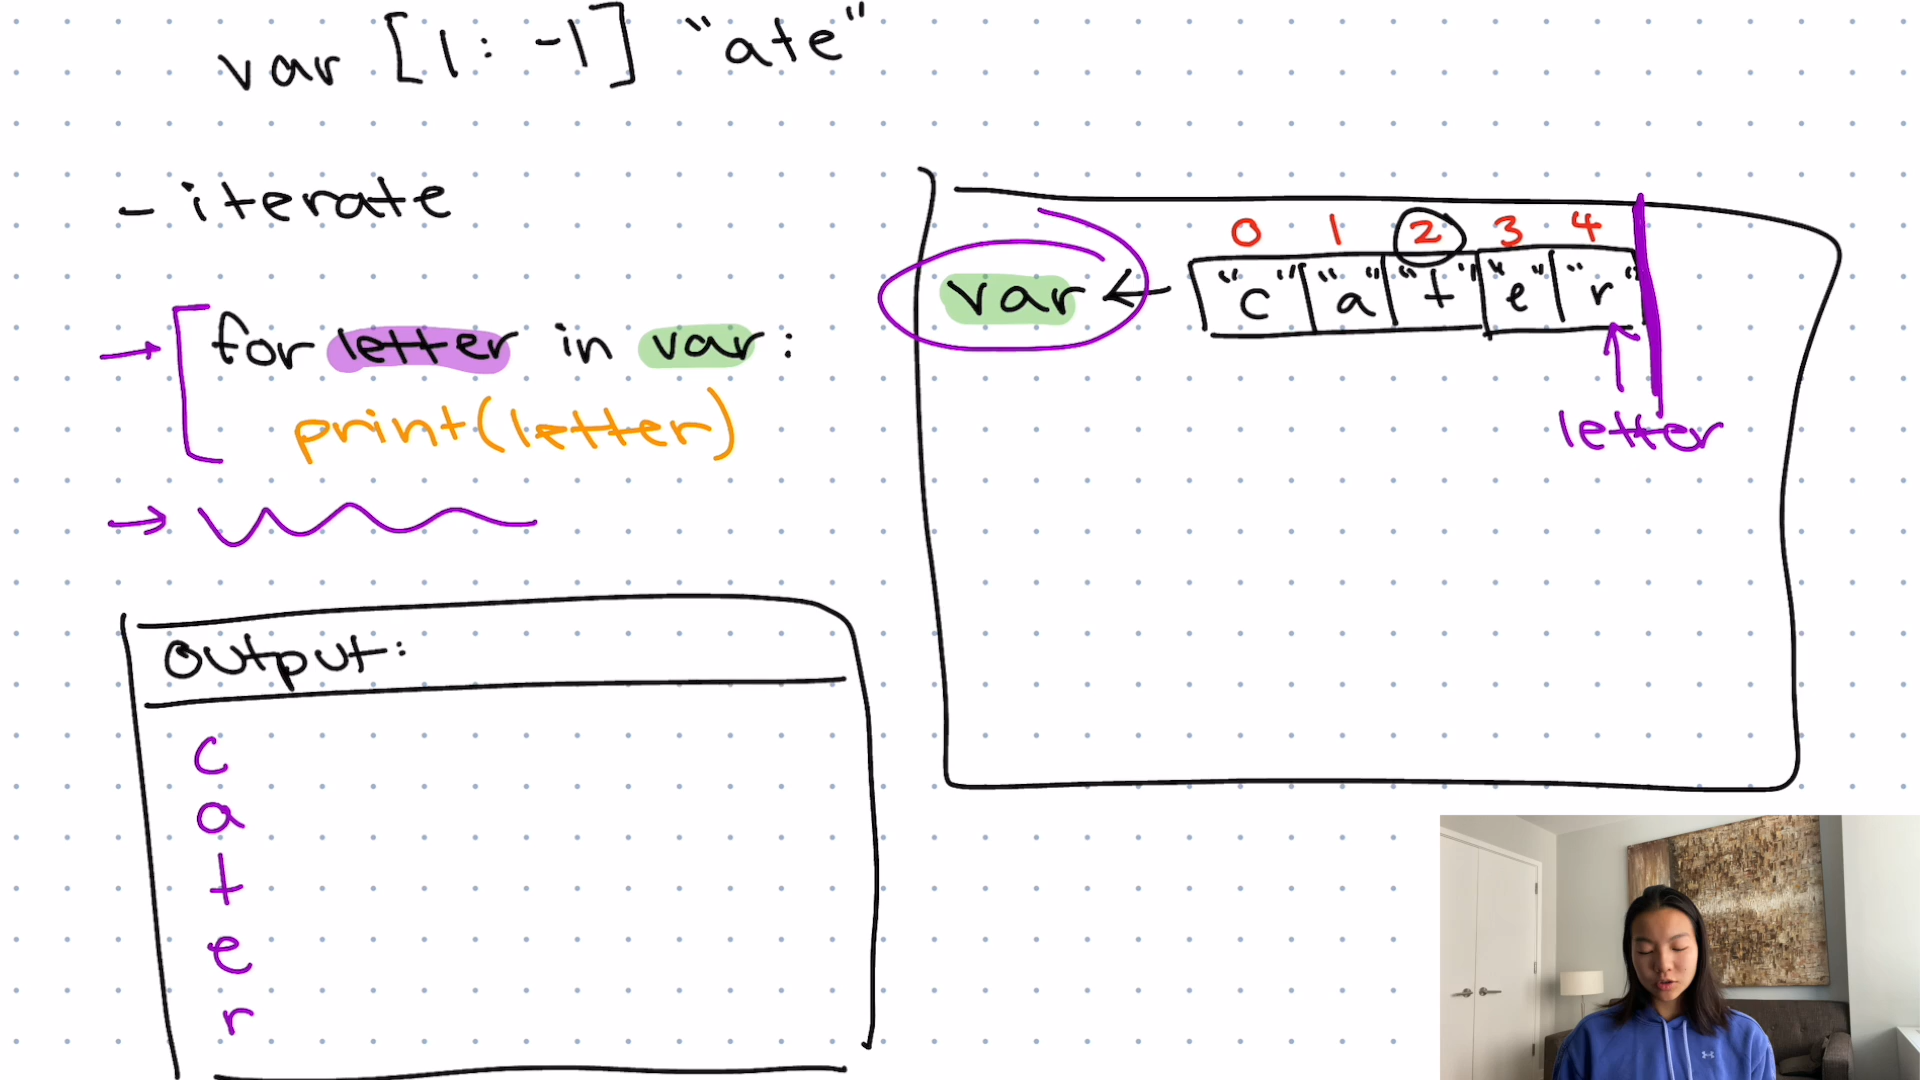 var [1: -1] "ate"
- iterate
for letter in var:
print(letter)
0 1 2 3 4
var ← "c" "a" "t" "e" "r"
letter
output:
c
a
t
e
r